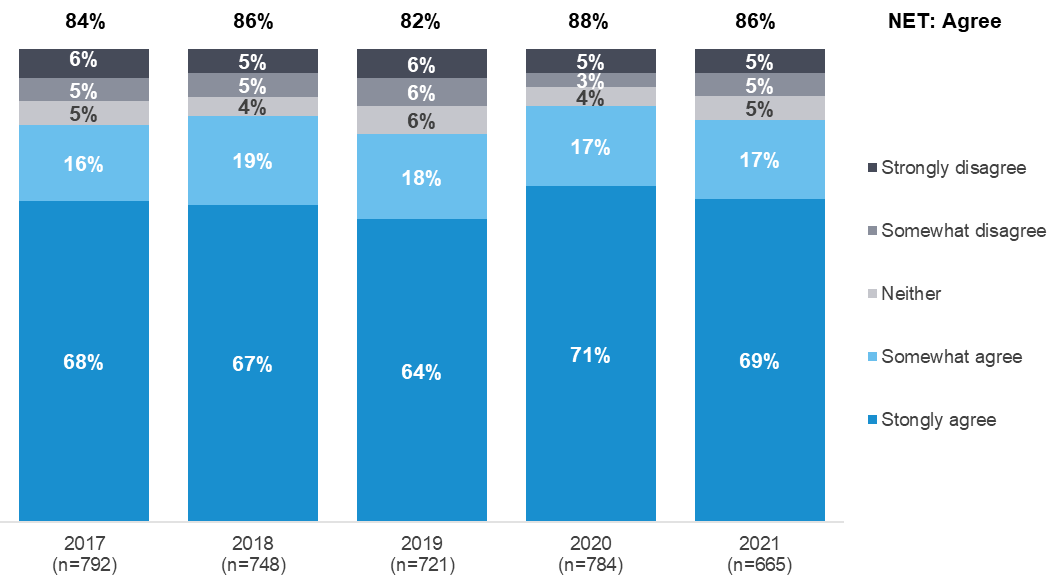 84% 86% 82% 88% 86% NET: Agree
6% 5% 6% 5% 5%
5% 5% 6% 3% 5%
5% 4% 6% 4% 5%
16% 19% 18% 17% 17%
68% 67% 64% 71% 69%
Strongly disagree
Somewhat disagree
Neither
Somewhat agree
Stongly agree
2017 2018 2019 2020 2021
(n=792) (n=748) (n=721) (n=784) (n=665)